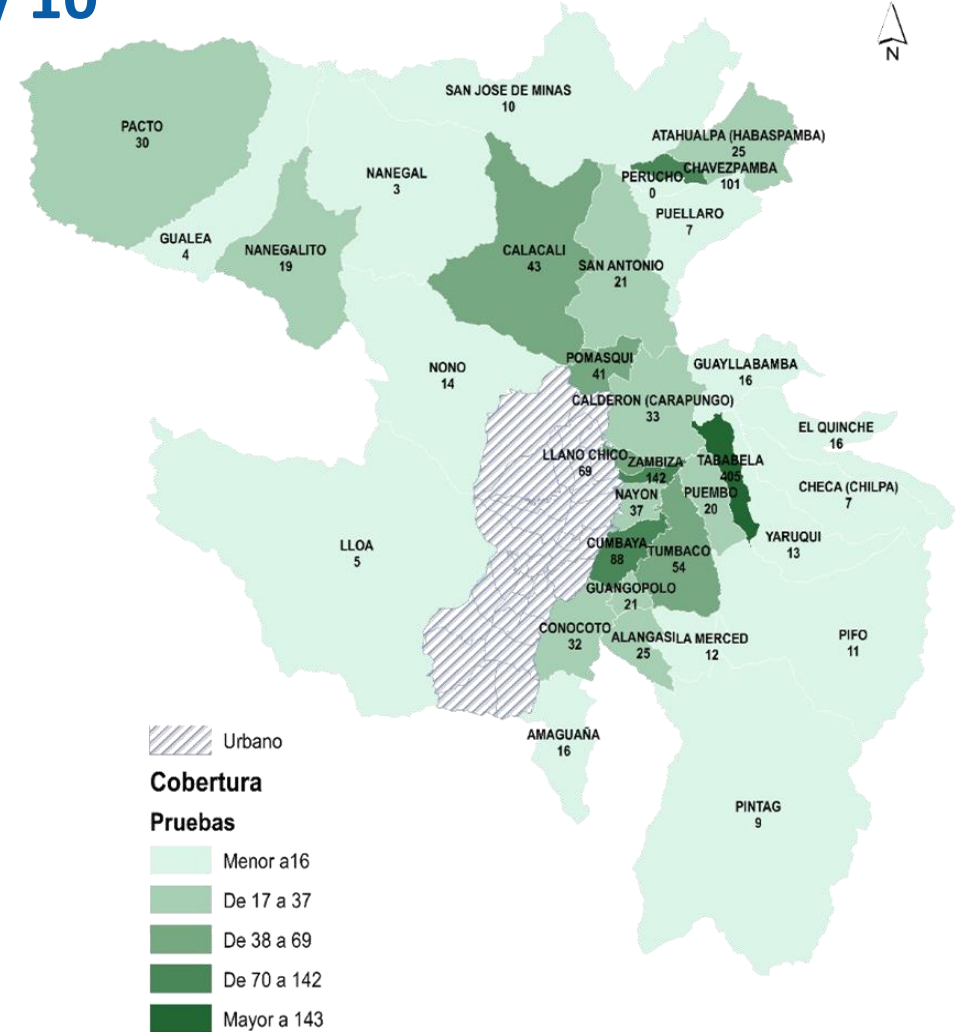 y 10
N
SAN JOSE DE MINAS
10
PACTO
30
ATAHUALPA (HABASPAMBA)
25
NANEGAL
3
CHAVEZPAMBA
101
PERUCHO
0
PUELLARO
7
GUALEA
4
NANEGALITO
19
CALACALI
43
SAN ANTONIO
21
POMASQUI
41
GUAYLLABAMBA
16
NONO
14
CALDERON (CARAPUNGO)
33
EL QUINCHE
16
LLANO CHICO
69
ZAMBIZA
142
TABABELA
405
CHECA (CHILPA)
7
NAYON
37
PUEMBO
20
YARUQUI
13
LLOA
5
CUMBAYA
88
TUMBACO
54
GUANGOPOLO
21
CONOCOTO
32
ALANGASI
25
LA MERCED
12
PIFO
11
AMAGUAÑA
16
PINTAG
9
Urbano
Cobertura
Pruebas
Menor a16
De 17 a 37
De 38 a 69
De 70 a 142
Mayor a 143